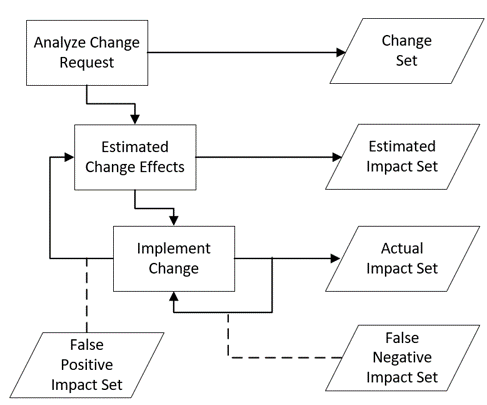 Analyze Change
Request
Change
Set
Estimated
Change Effects
Estimated
Impact Set
Implement
Change
Actual
Impact Set
False
Positive
Impact Set
False
Negative
Impact Set